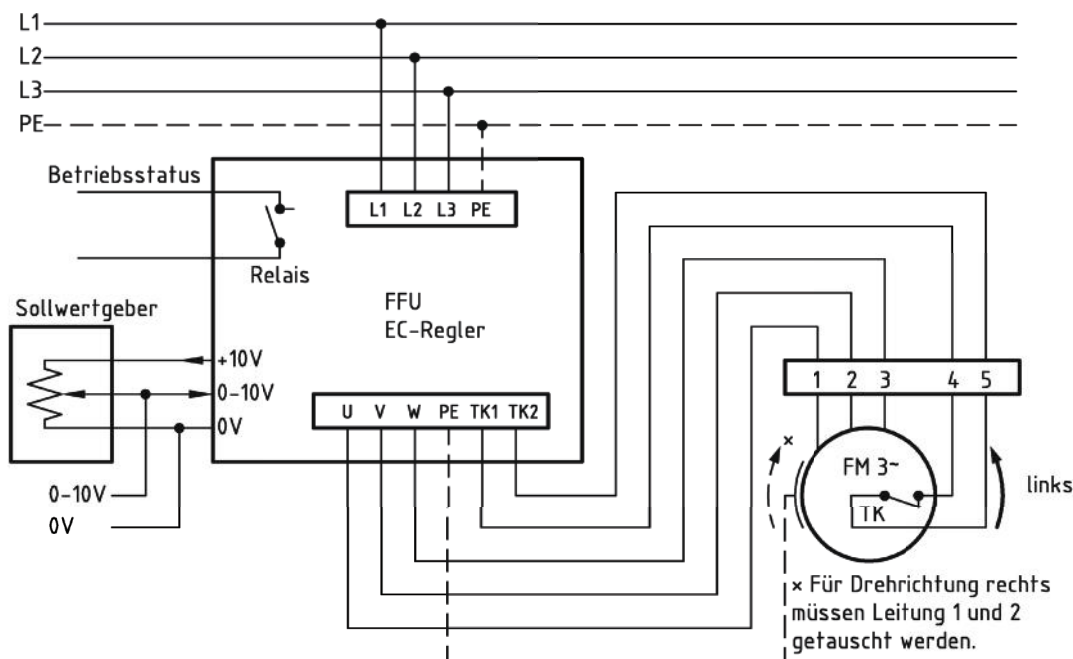 L1
L2
L3
PE
Betriebsstatus
L1 L2 L3 PE
Relais
FFU
EC-Regler
Sollwertgeber
+10V
0-10V
0V
U V W PE TK1 TK2
0-10V
0V
1 2 3 4 5
×
FM 3~
TK
links
× Für Drehrichtung rechts
müssen Leitung 1 und 2
getauscht werden.